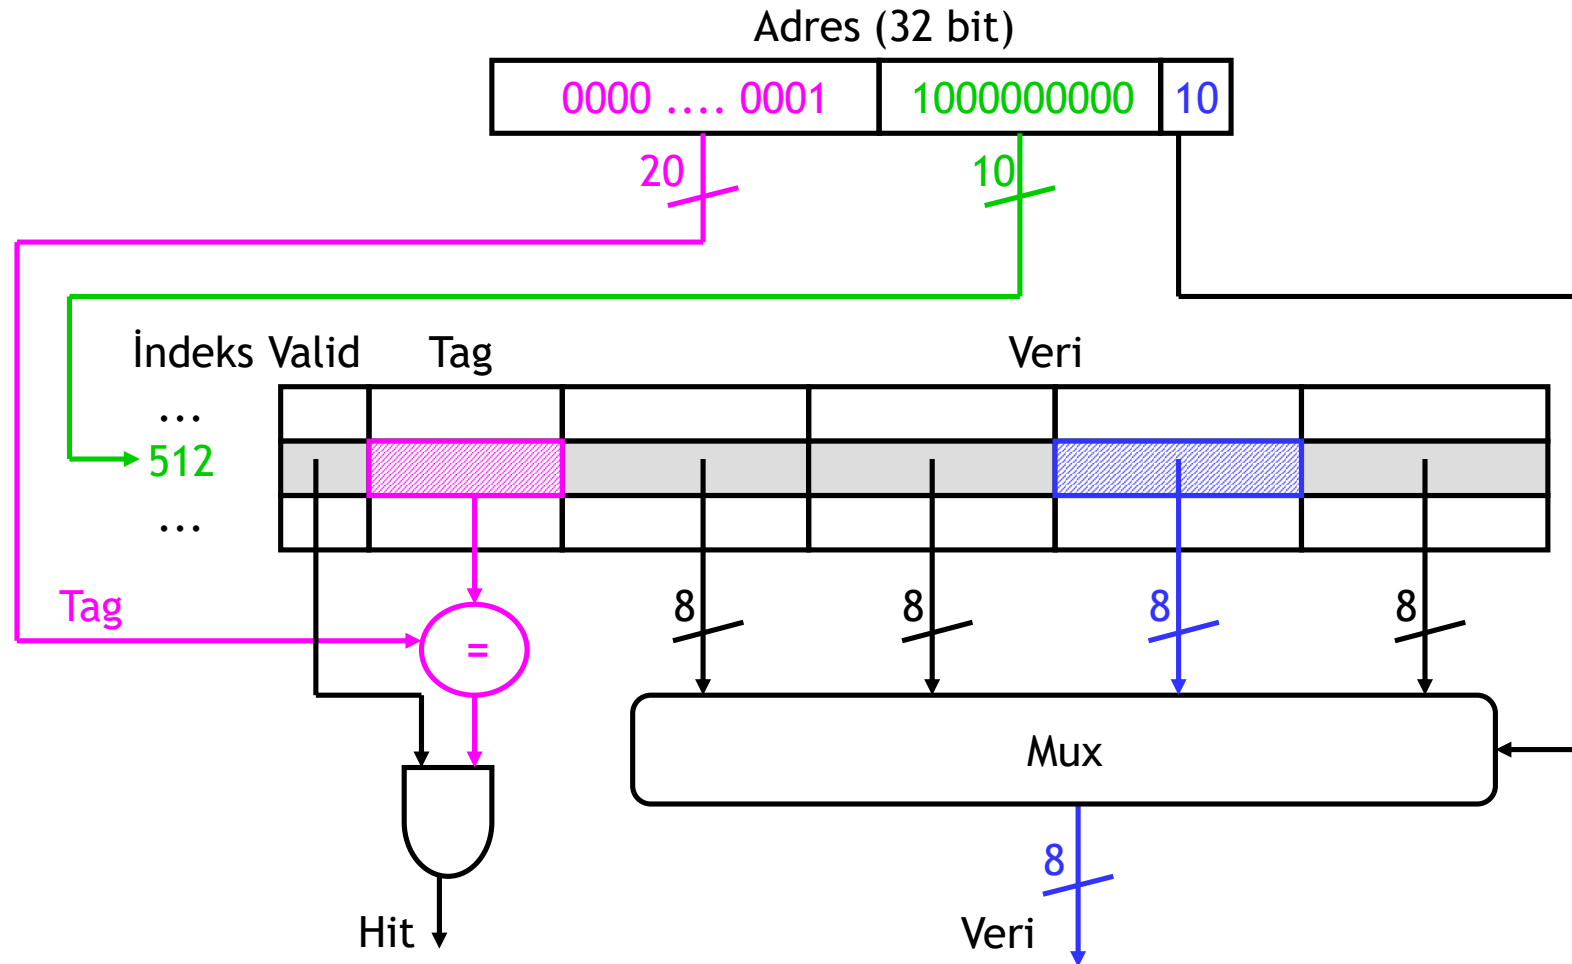 Adres (32 bit)
0000 .... 0001 1000000000 10
20 10
İndeks Valid Tag Veri
...
512
...
Tag 8 8 8 8
=
Mux
8
Hit Veri